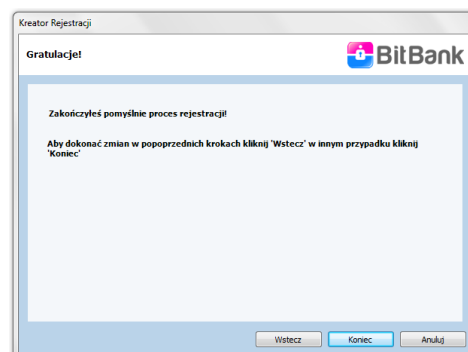 Kreator Rejestracji
Gratulacje!
BitBank
Zakończyłeś pomyślnie proces rejestracji!
Aby dokonać zmian w popoprzednich krokach kliknij 'Wstecz' w innym przypadku kliknij
'Koniec'
Wstecz
Koniec
Anuluj